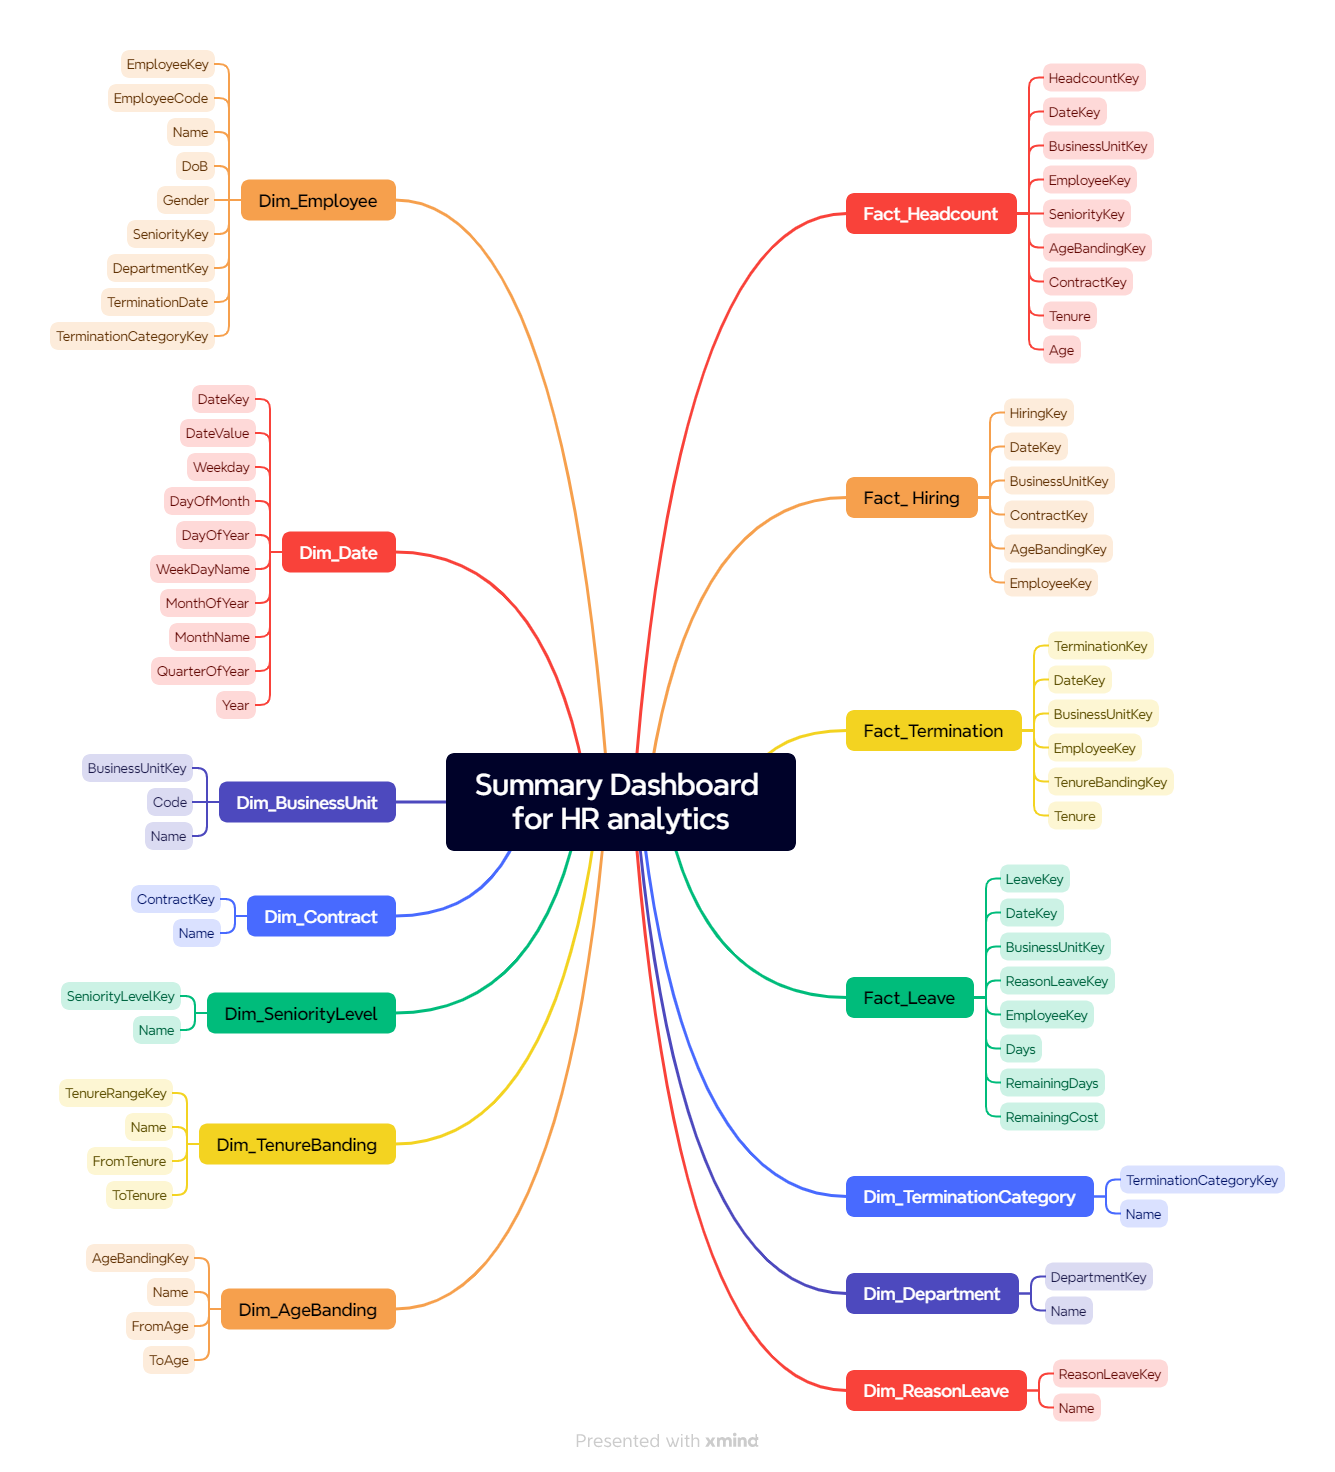 Summary Dashboard
for HR analytics
Fact_Headcount
HeadcountKey
DateKey
BusinessUnitKey
EmployeeKey
SeniorityKey
AgeBandingKey
ContractKey
Tenure
Age
Fact_ Hiring
HiringKey
DateKey
BusinessUnitKey
ContractKey
AgeBandingKey
EmployeeKey
Fact_Termination
TerminationKey
DateKey
BusinessUnitKey
EmployeeKey
TenureBandingKey
Tenure
Fact_Leave
LeaveKey
DateKey
BusinessUnitKey
ReasonLeaveKey
EmployeeKey
Days
RemainingDays
RemainingCost
Dim_TerminationCategory
TerminationCategoryKey
Name
Dim_Department
DepartmentKey
Name
Dim_ReasonLeave
ReasonLeaveKey
Name
Dim_Employee
EmployeeKey
EmployeeCode
Name
DoB
Gender
SeniorityKey
DepartmentKey
TerminationDate
TerminationCategoryKey
Dim_Date
DateKey
DateValue
Weekday
DayOfMonth
DayOfYear
WeekDayName
MonthOfYear
MonthName
QuarterOfYear
Year
Dim_BusinessUnit
BusinessUnitKey
Code
Name
Dim_Contract
ContractKey
Name
Dim_SeniorityLevel
SeniorityLevelKey
Name
Dim_TenureBanding
TenureRangeKey
Name
FromTenure
ToTenure
Dim_AgeBanding
AgeBandingKey
Name
FromAge
ToAge
Presented with xmind